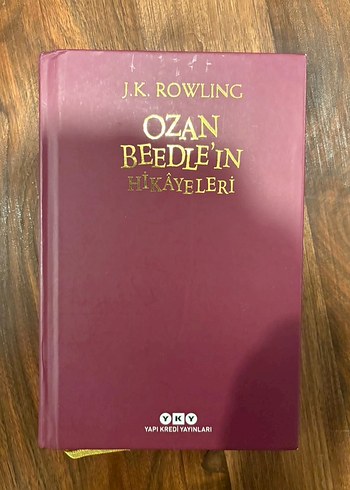 J.K. ROWLING
OZAN
BEEDLE'IN
HİKÂYELERİ
YKY
YAPI KREDİ YAYINLARI